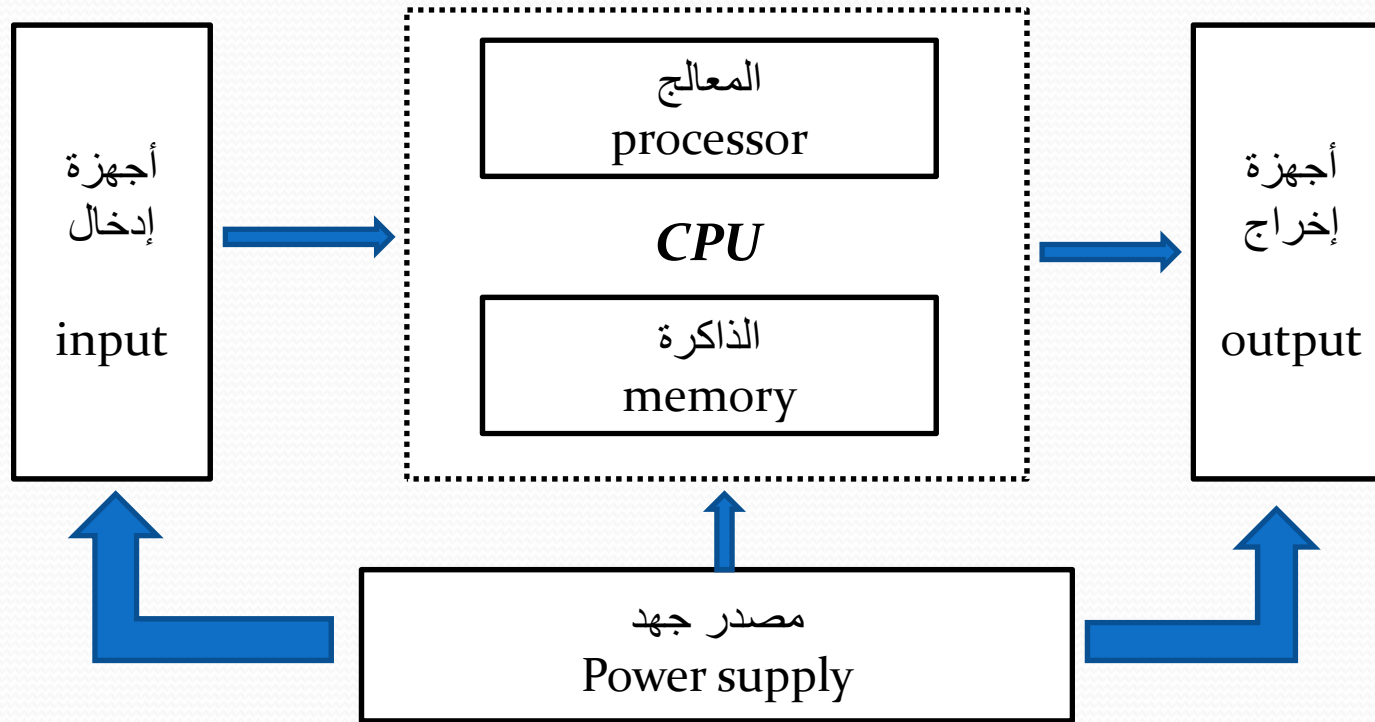 أجهزة
إدخال
input
المعالج
processor
CPU
الذاكرة
memory
أجهزة
إخراج
output
مصدر جهد
Power supply